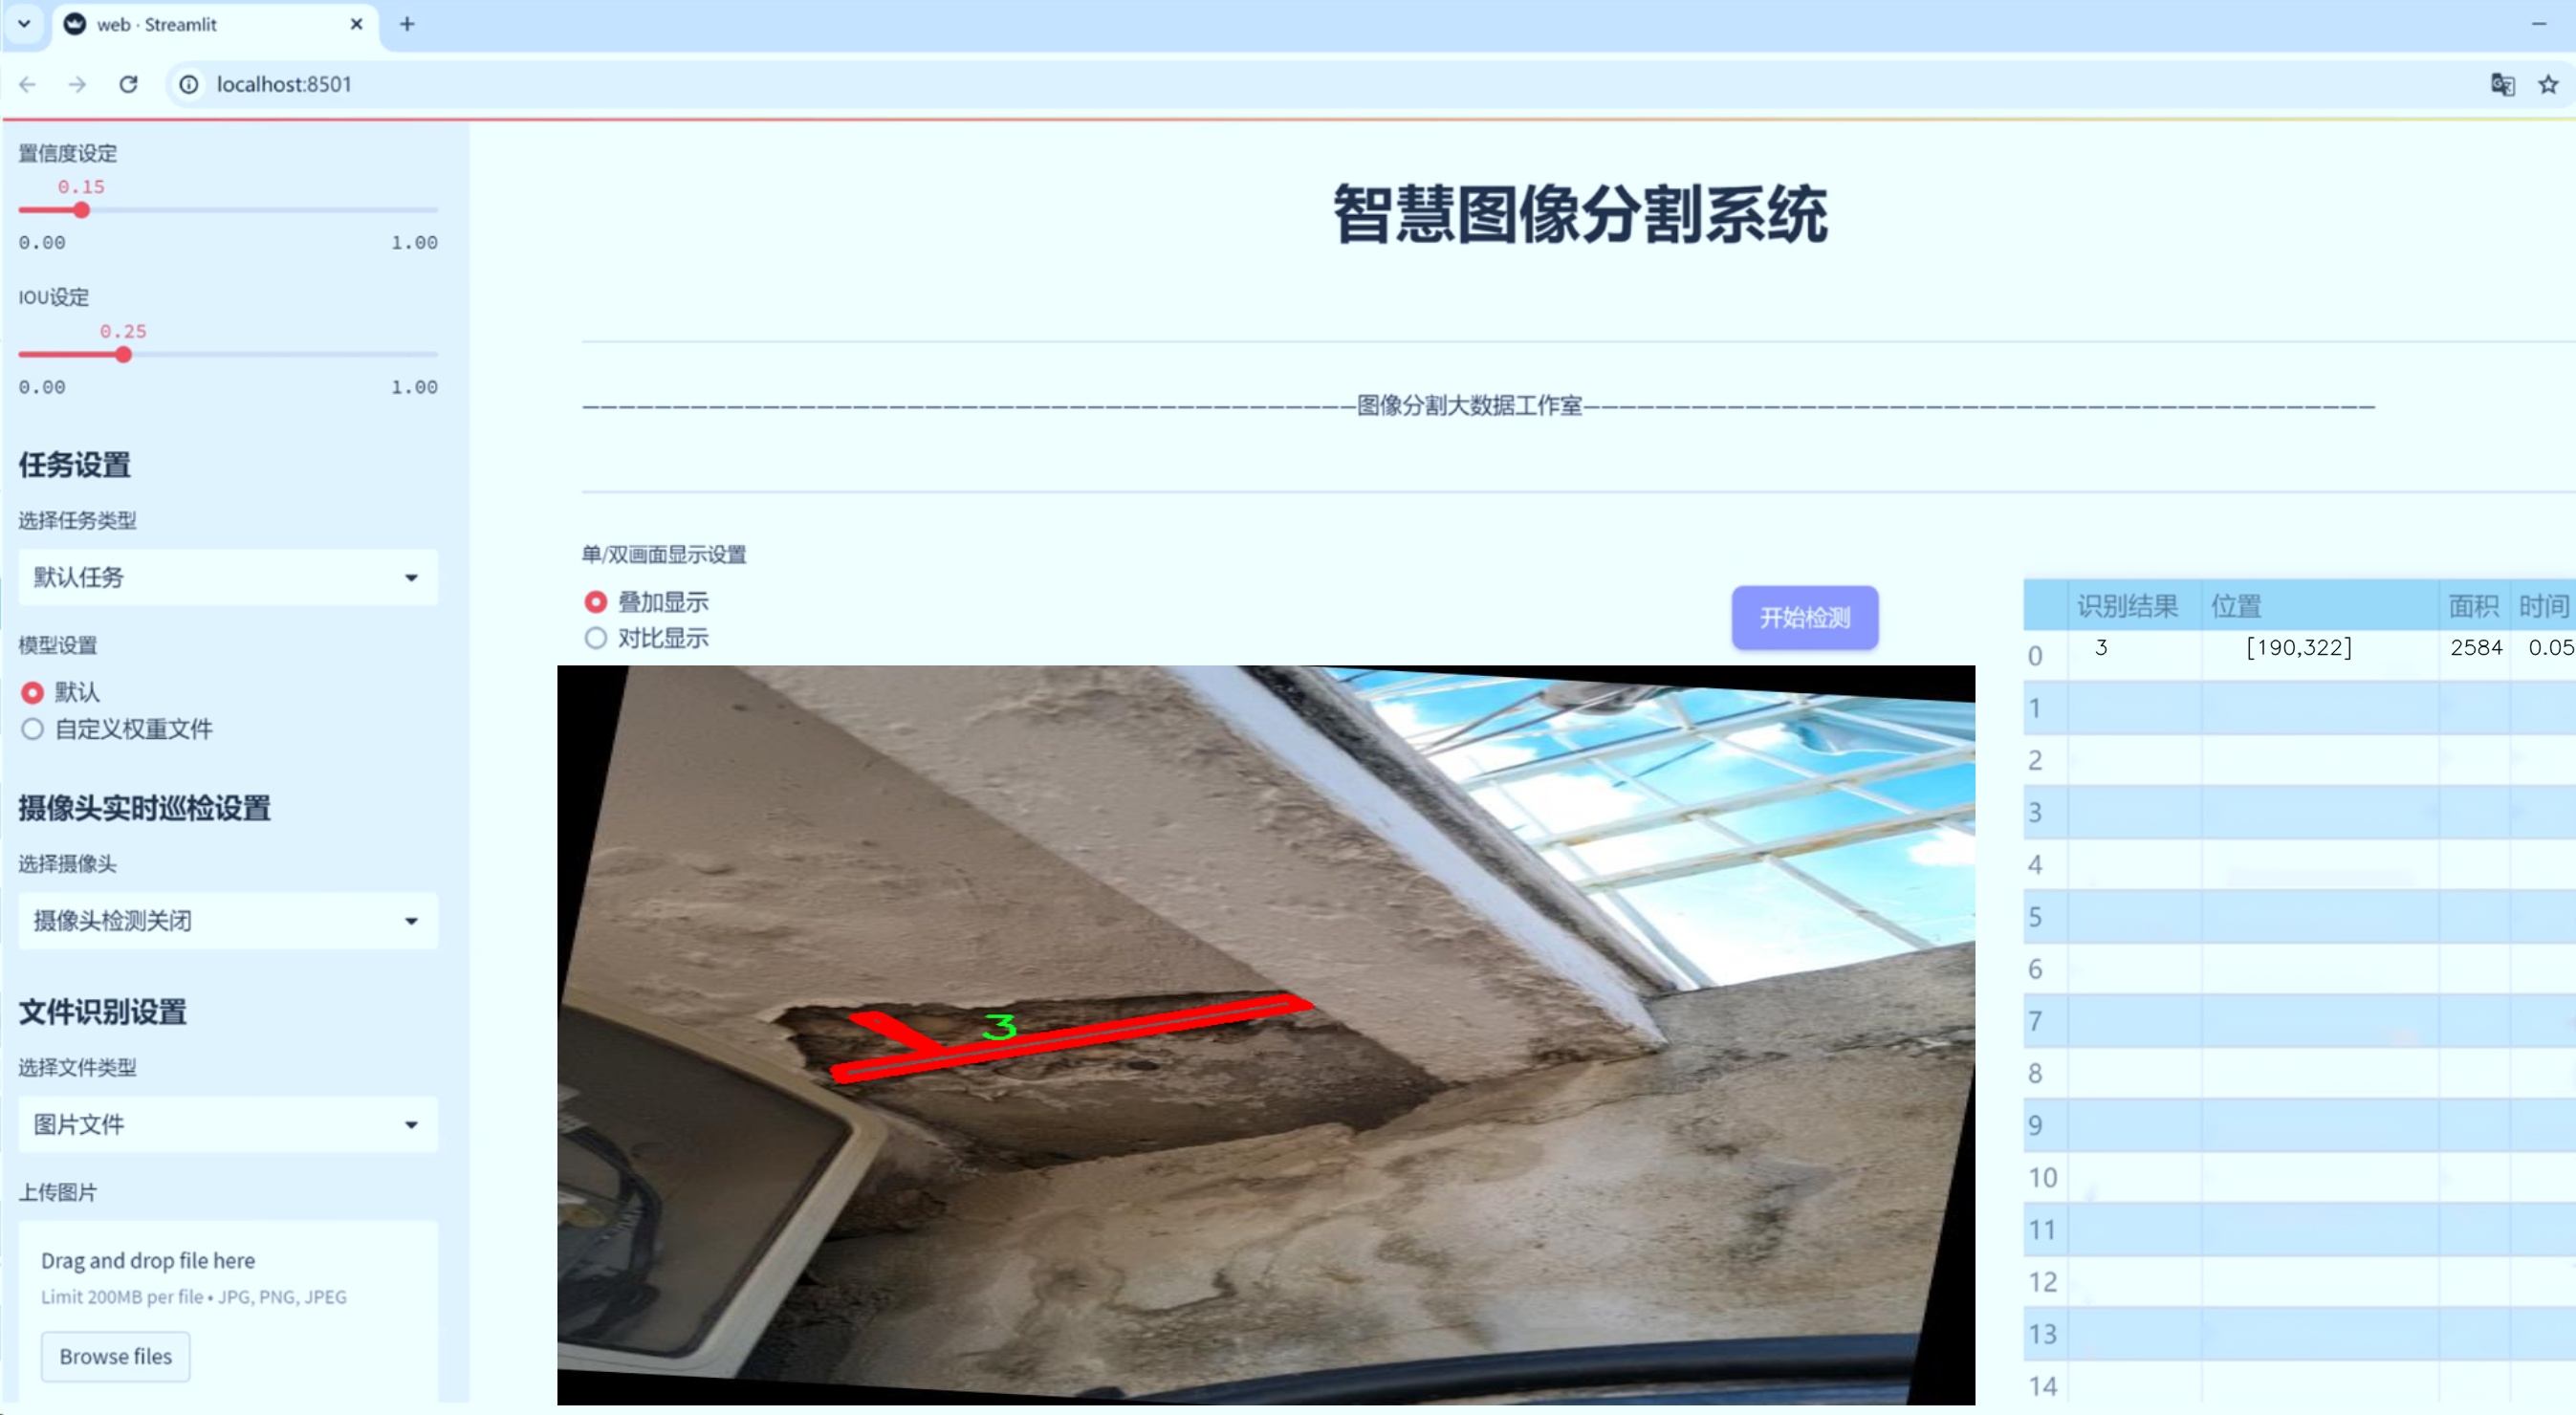 web · Streamlit
localhost:8501
置信度设定
0.15
0.00 1.00
IOU设定
0.25
0.00 1.00
任务设置
选择任务类型
默认任务
模型设置
默认
自定义权重文件
摄像头实时巡检设置
选择摄像头
摄像头检测关闭
文件识别设置
选择文件类型
图片文件
上传图片
Drag and drop file here
Limit 200MB per file • JPG, PNG, JPEG
Browse files
智慧图像分割系统
图像分割大数据工作室
单/双画面显示设置
叠加显示
对比显示
开始检测
3
识别结果 位置 面积 时间
0 3 [190,322] 2584 0.05
1
2
3
4
5
6
7
8
9
10
11
12
13
14